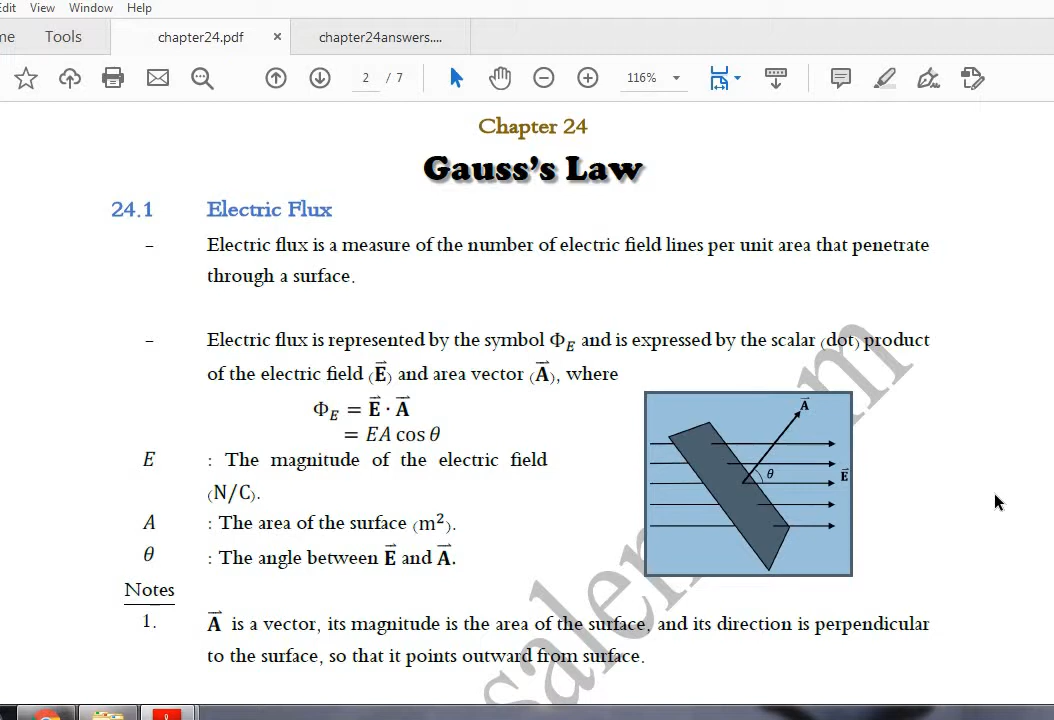 Edit View Window Help
me Tools chapter24.pdf × chapter24answers....
2 / 7 116%
Chapter 24
Gauss's Law
24.1 Electric Flux
- Electric flux is a measure of the number of electric field lines per unit area that penetrate
through a surface.
- Electric flux is represented by the symbol Φ_E and is expressed by the scalar (dot) product
of the electric field (E⃗) and area vector (A⃗), where
Φ_E = E⃗ · A⃗
= EA cos θ
E : The magnitude of the electric field
(N/C).
A : The area of the surface (m²).
θ : The angle between E⃗ and A⃗.
A⃗
θ
E⃗
Notes
1. A⃗ is a vector, its magnitude is the area of the surface, and its direction is perpendicular
to the surface, so that it points outward from surface.